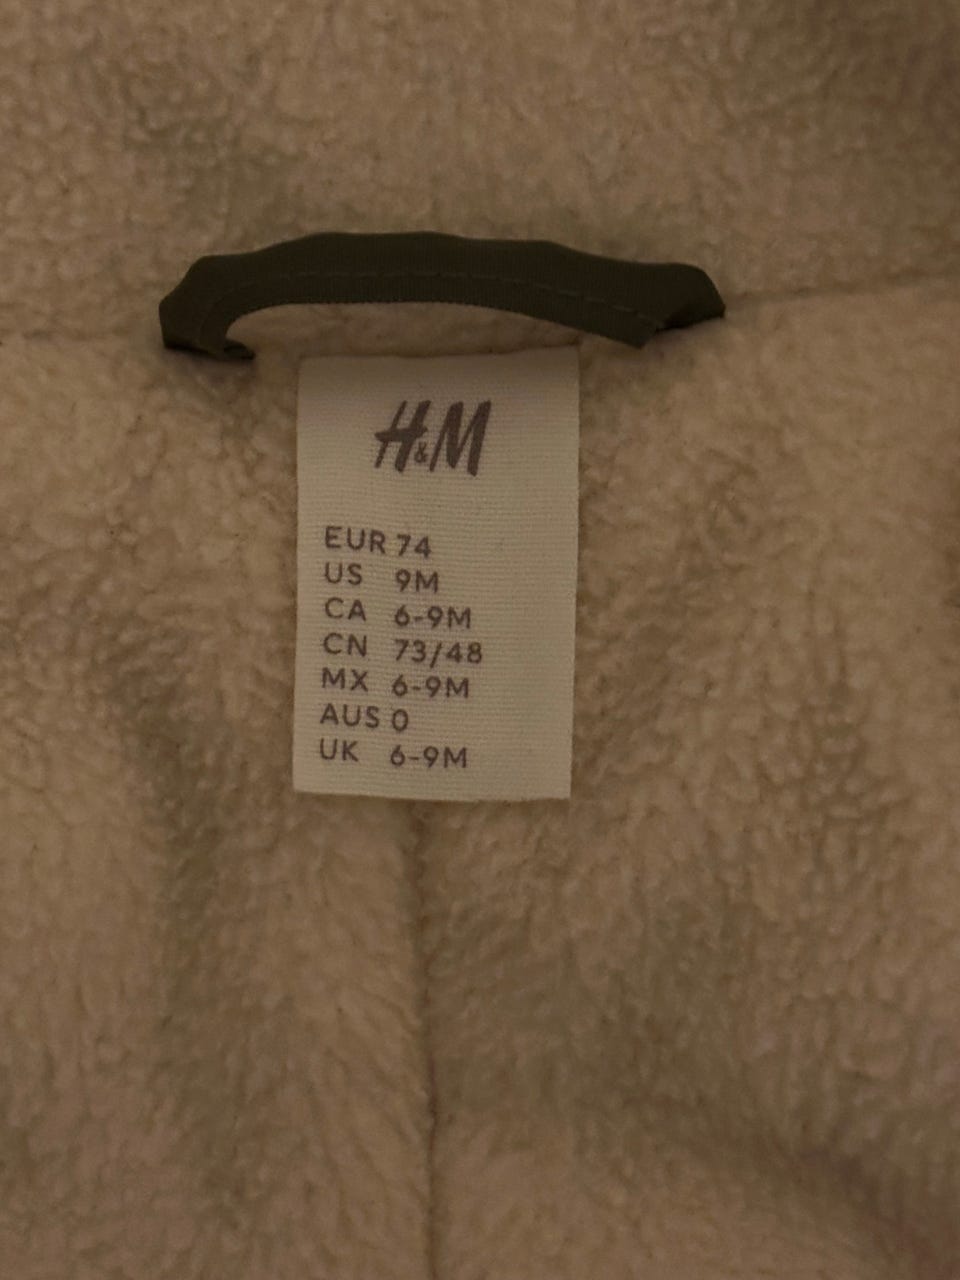 H&M
EUR 74
US 9M
CA 6-9M
CN 73/48
MX 6-9M
AUS 0
UK 6-9M